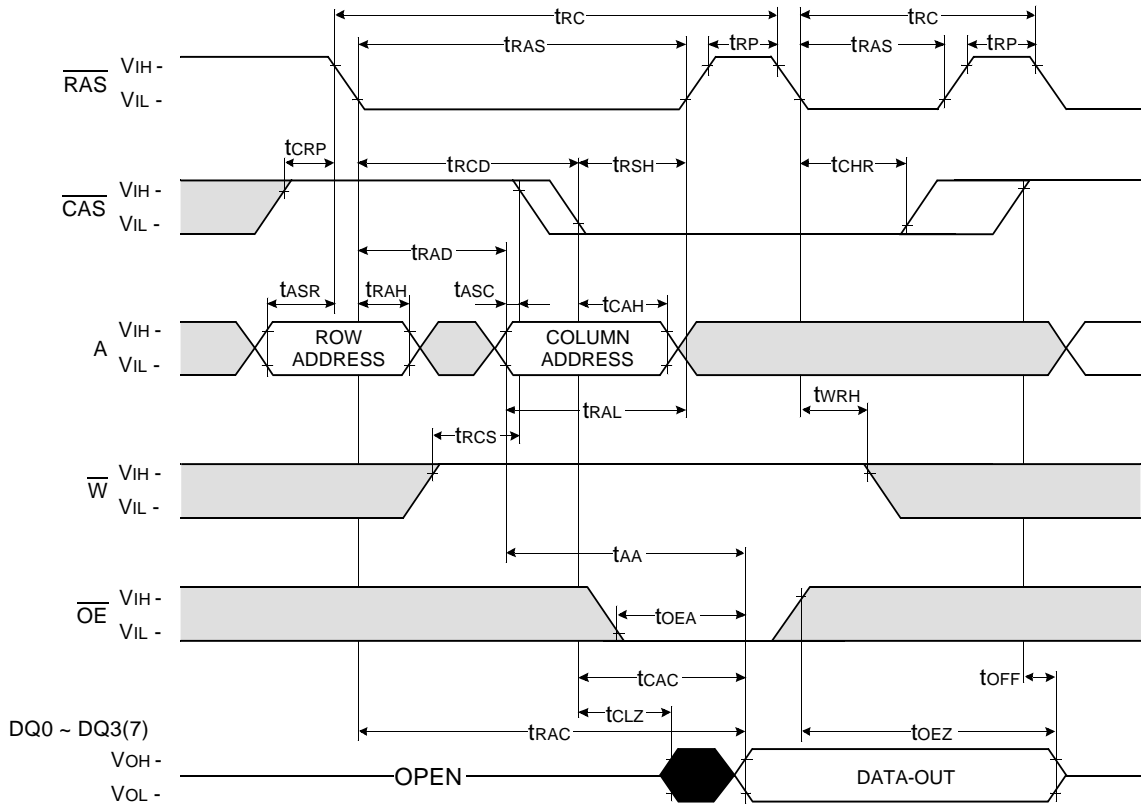 tRC tRC
tRAS tRP tRAS tRP
RAS VIH -
VIL -
tCRP tRCD tRSH tCHR
CAS VIH -
VIL -
tRAD
tASR tRAH tASC tCAH
A VIH -
VIL -
ROW
ADDRESS
COLUMN
ADDRESS
tRAL tWRH
tRCS
W VIH -
VIL -
tAA
OE VIH -
VIL -
tOEA
tCAC tOFF
tCLZ
DQ0 ~ DQ3(7) tRAC tOEZ
VOH -
VOL -
OPEN DATA-OUT